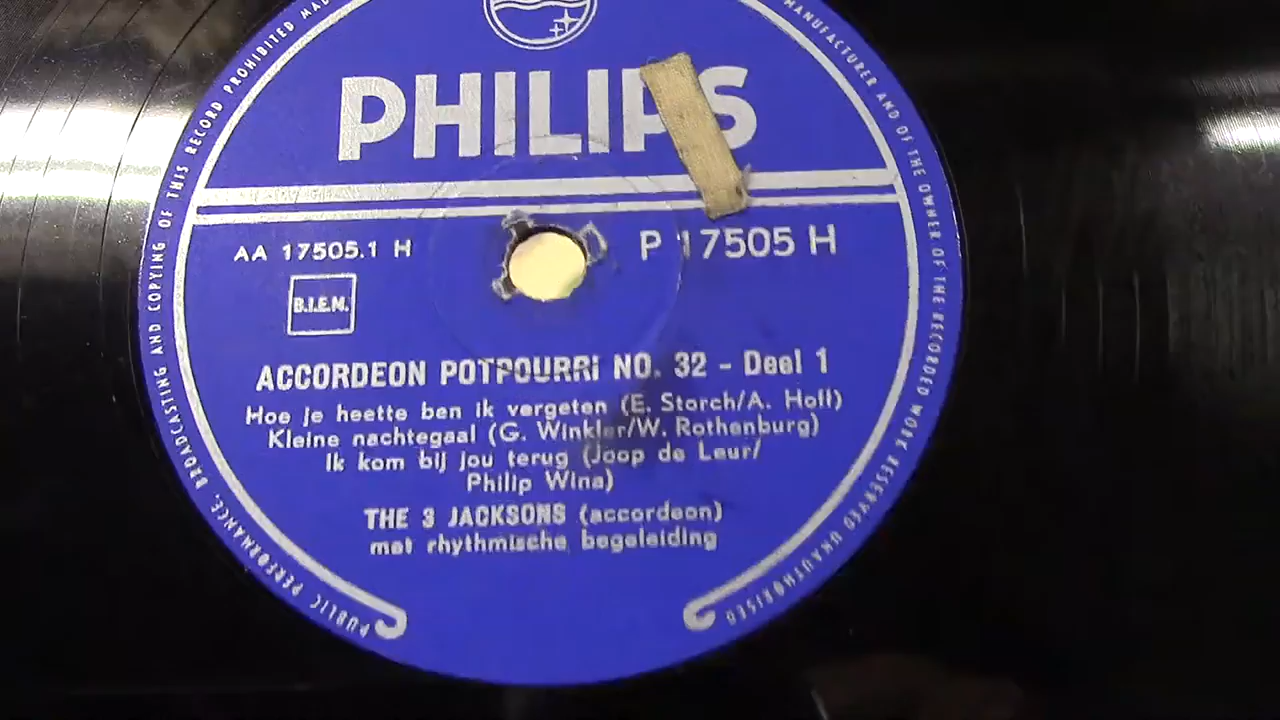 PHILIPS
AA 17505.1 H
P 17505 H
B.I.E.M.
ACCORDEON POTPOURRI NO. 32 - Deel 1
Hoe je heette ben ik vergeten (E. Storch/A. Holl)
Kleine nachtegaal (G. Winkler/W. Rothenburg)
Ik kom bij jou terug (Joop de Leur/
Philip Wina)
THE 3 JACKSONS (accordeon)
met rhythmische begeleiding
MANUFACTURER AND OF THE OWNER OF THE RECORDED WORK RESERVED UNAUTHORISED
PUBLIC PERFORMANCE, BROADCASTING AND COPYING OF THIS RECORD PROHIBITED MADE